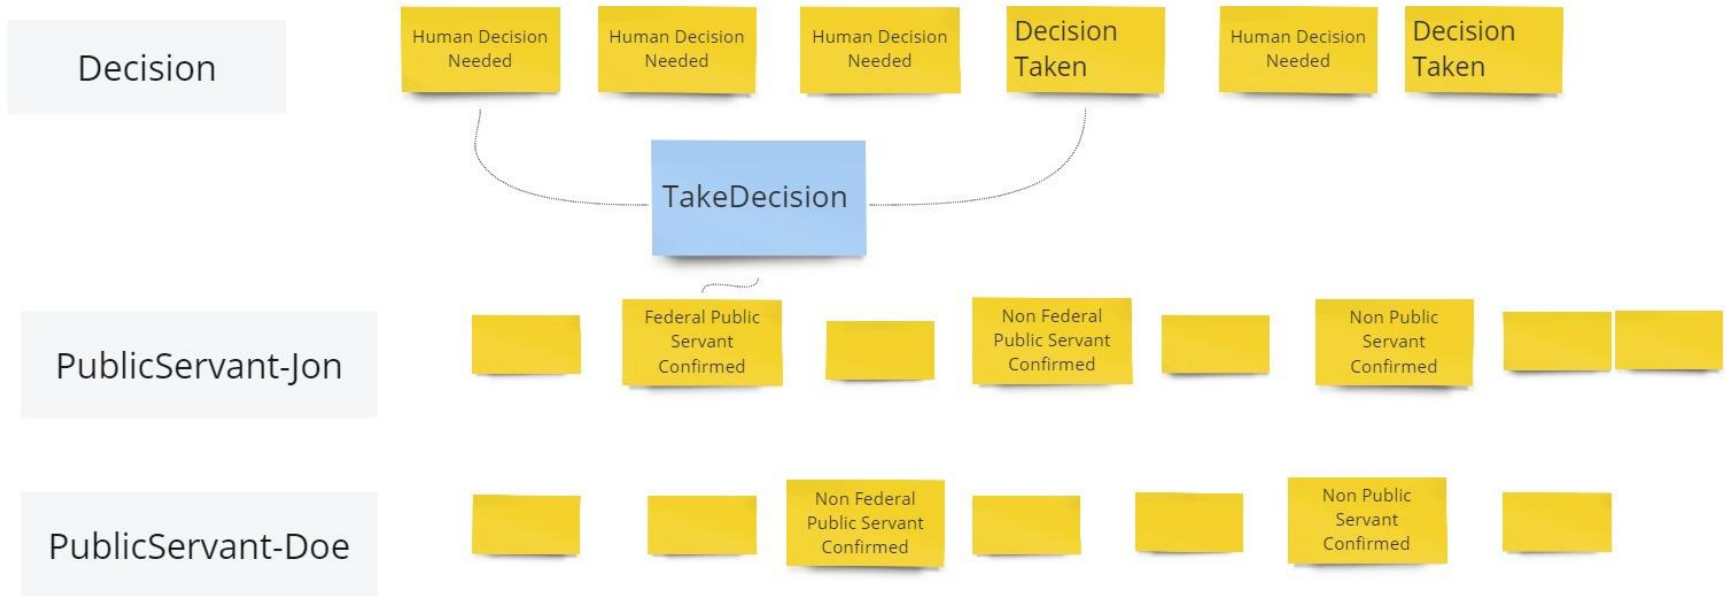 Decision
Human Decision
Needed
Human Decision
Needed
Human Decision
Needed
Decision
Taken
Human Decision
Needed
Decision
Taken
TakeDecision
PublicServant-Jon
Federal Public
Servant
Confirmed
Non Federal
Public Servant
Confirmed
Non Public
Servant
Confirmed
PublicServant-Doe
Non Federal
Public Servant
Confirmed
Non Public
Servant
Confirmed